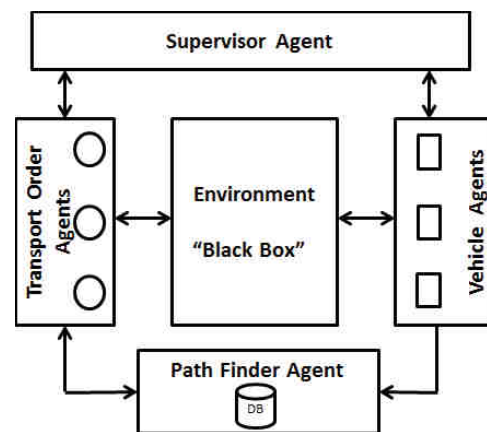 Supervisor Agent
Transport Order
Agents
Environment
“Black Box”
Vehicle Agents
Path Finder Agent
DB